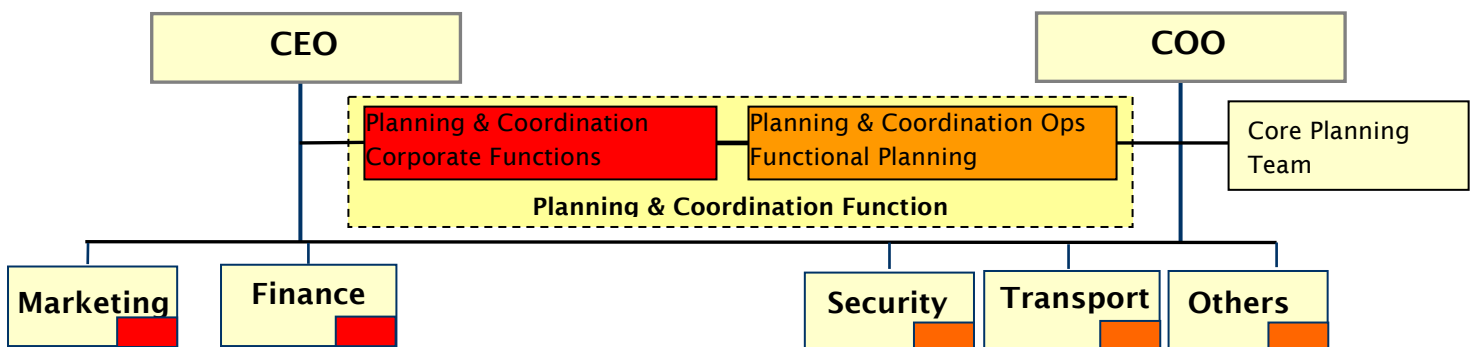 CEO
COO
Planning & Coordination
Corporate Functions
Planning & Coordination Ops
Functional Planning
Core Planning
Team
Planning & Coordination Function
Marketing
Finance
Security
Transport
Others